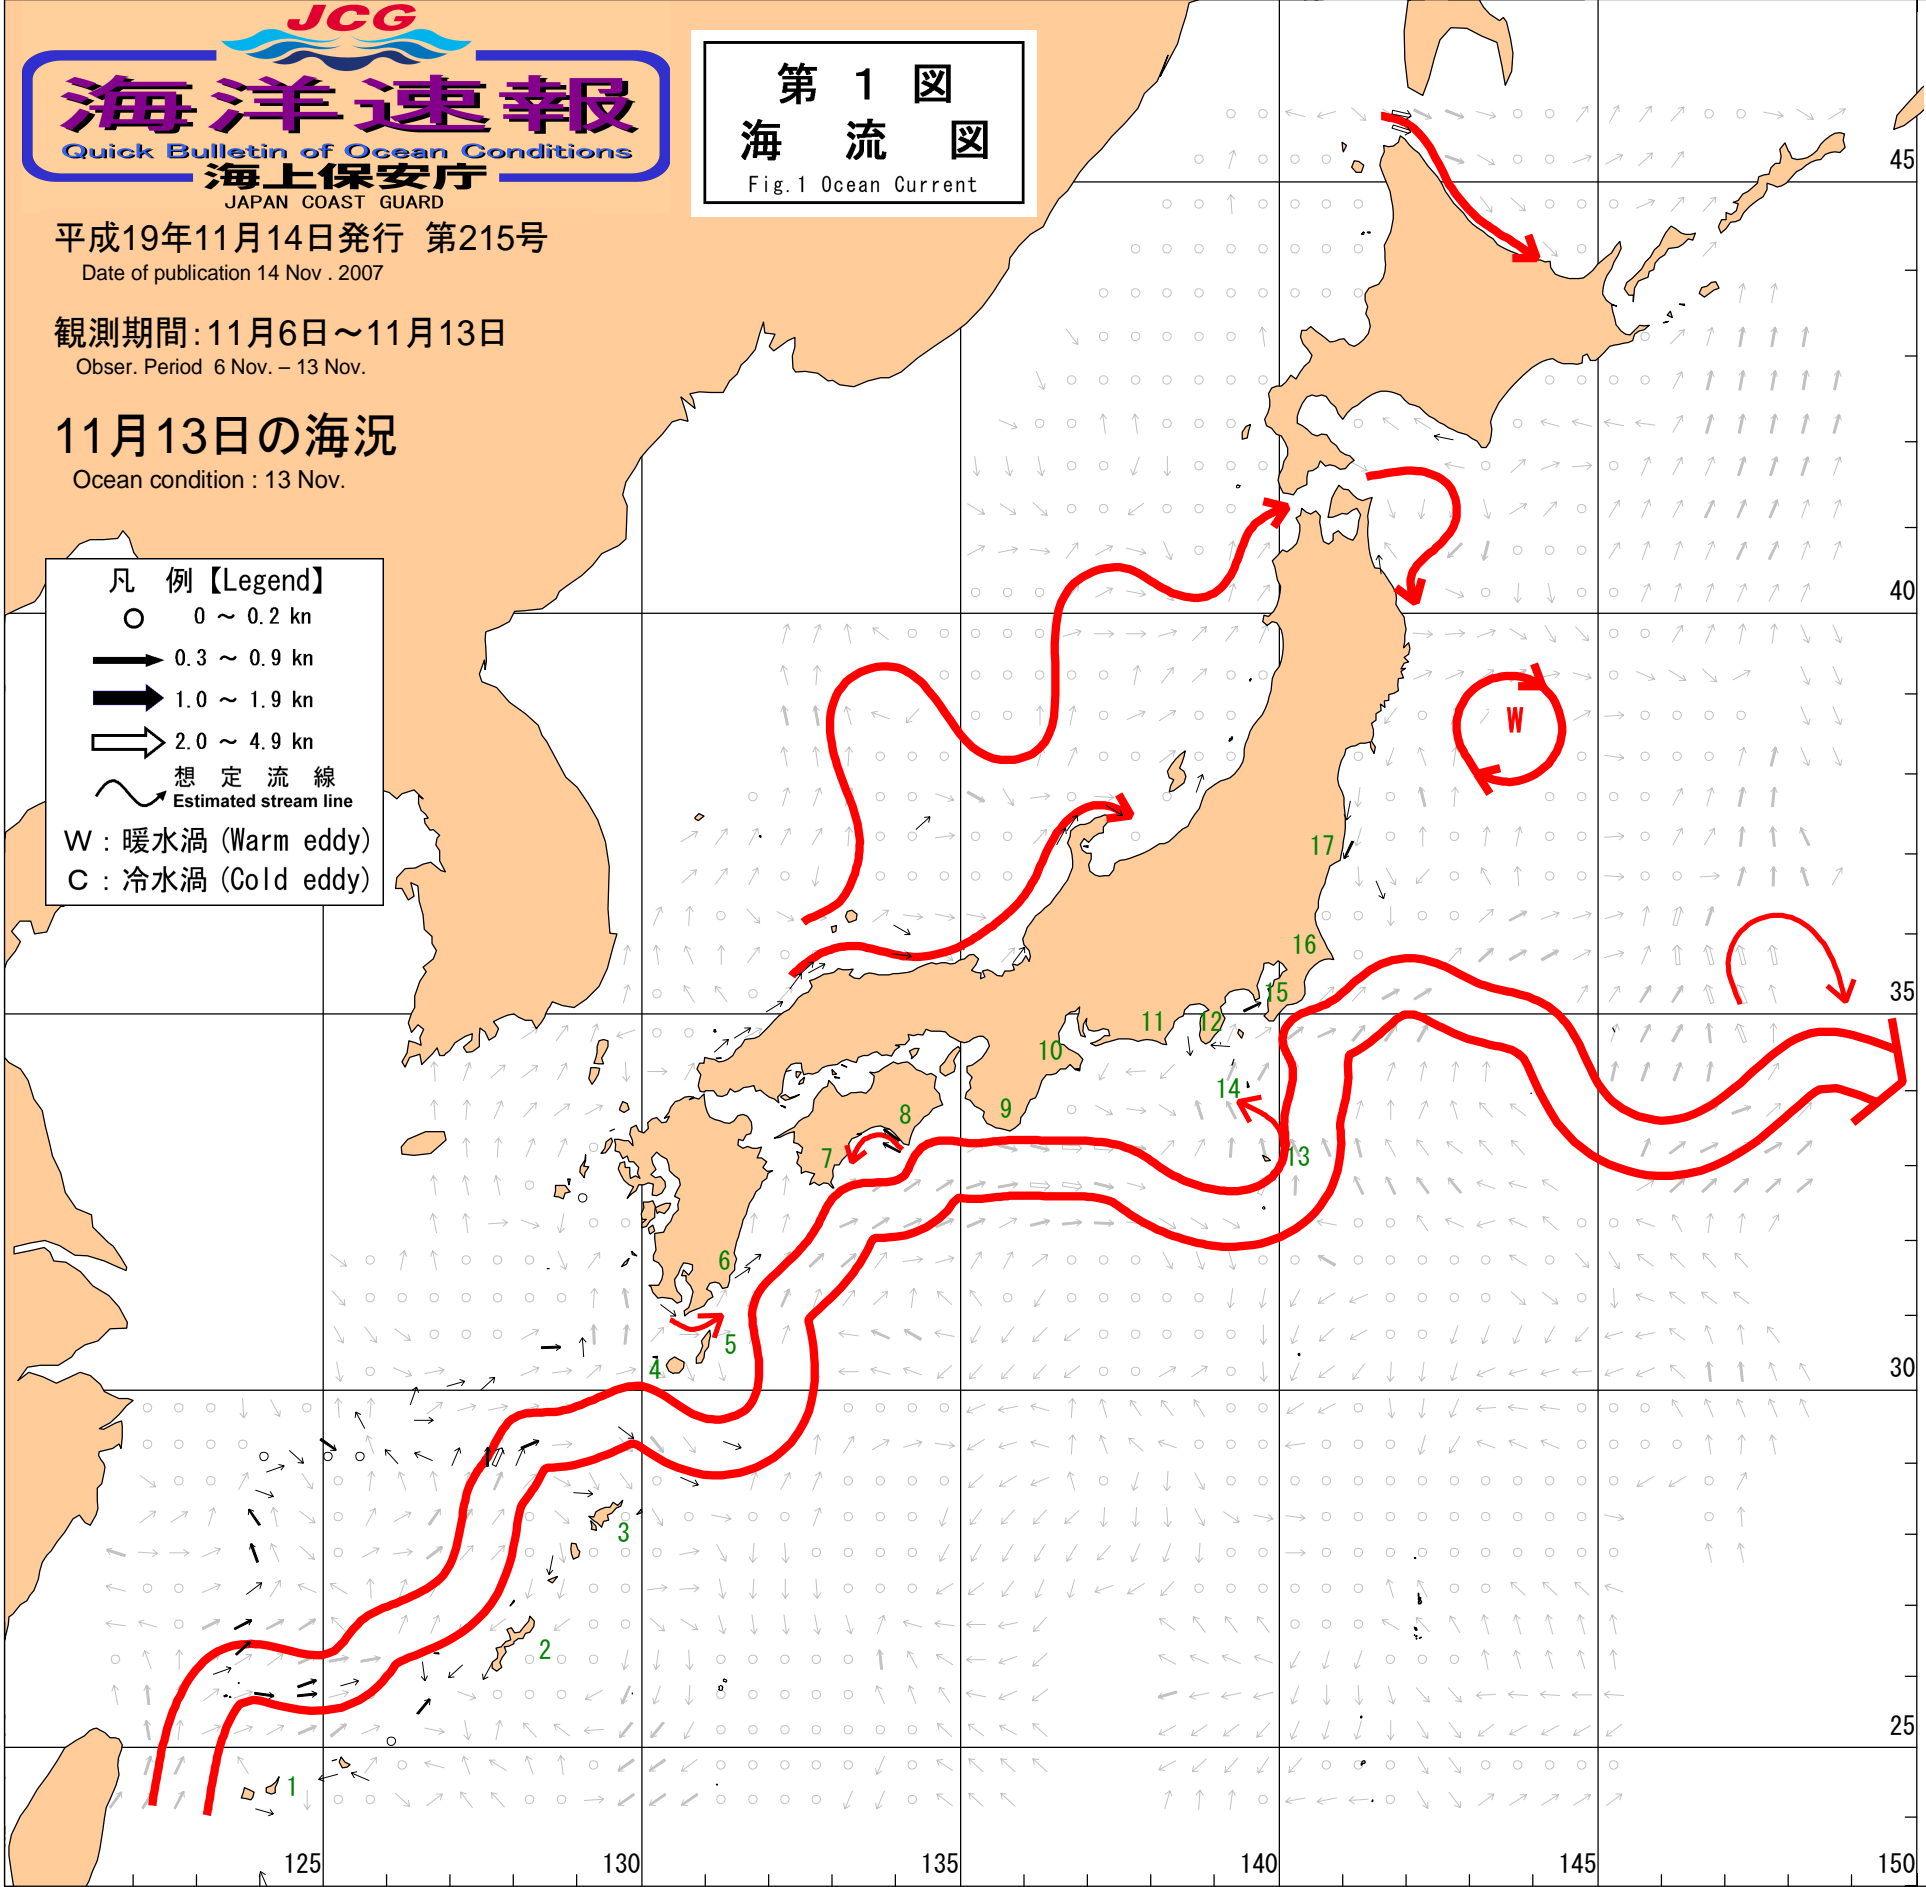 JCG
海洋速報
Quick Bulletin of Ocean Conditions
海上保安庁
JAPAN COAST GUARD
平成19年11月14日発行 第215号
Date of publication 14 Nov . 2007
観測期間:11月6日~11月13日
Obser. Period 6 Nov. – 13 Nov.
11月13日の海況
Ocean condition : 13 Nov.
第 1 図
海 流 図
Fig.1 Ocean Current
凡 例【Legend】
0 ~ 0.2 kn
0.3 ~ 0.9 kn
1.0 ~ 1.9 kn
2.0 ~ 4.9 kn
想 定 流 線
Estimated stream line
W : 暖水渦 (Warm eddy)
C : 冷水渦 (Cold eddy)
45
40
W
17
16
35
15
12
11
10
14
9
8
13
7
6
5
4
30
3
2
25
1
125
130
135
140
145
150